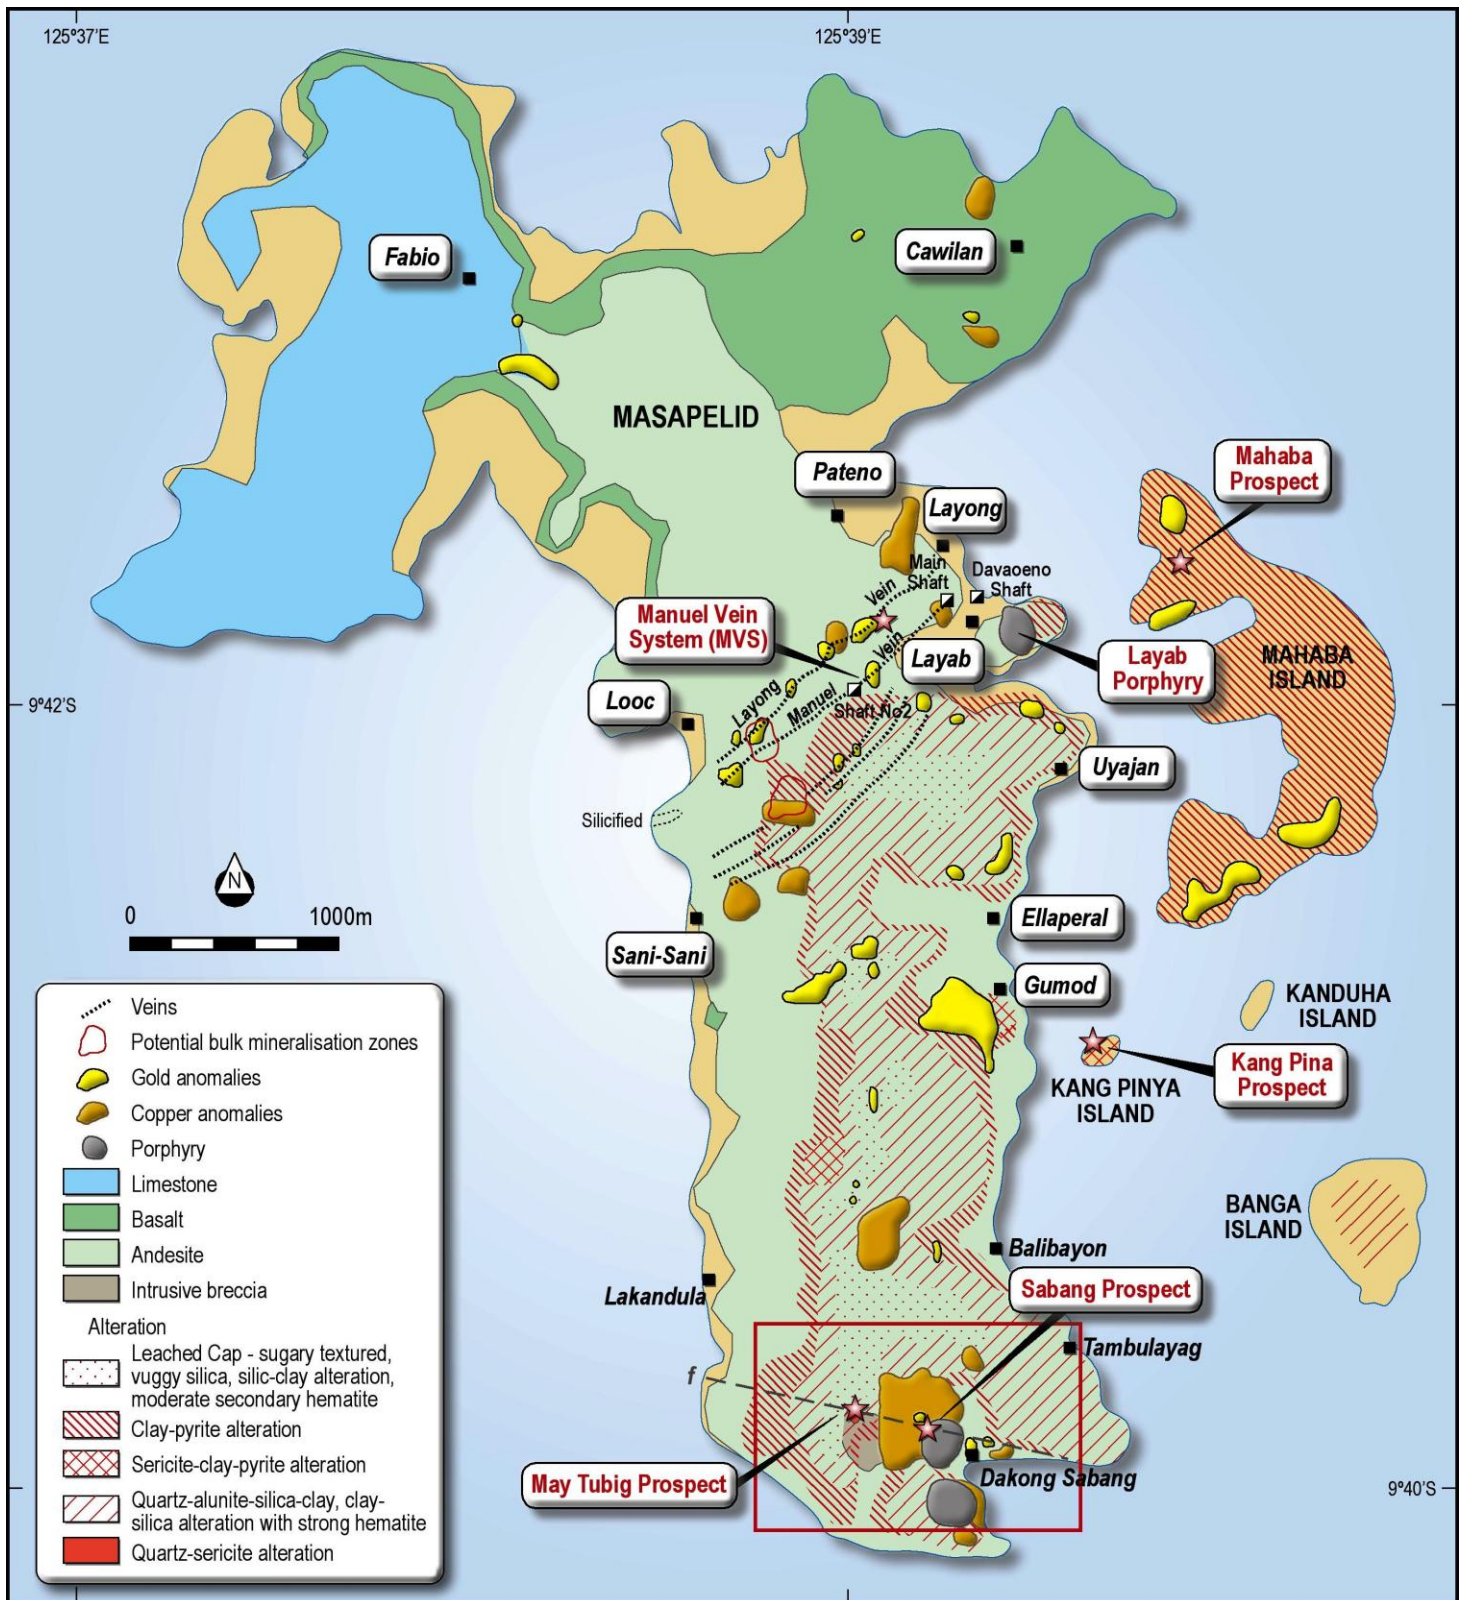 125°37'E
125°39'E
Fabio
Cawilan
MASAPELID
Mahaba
Prospect
Pateno
Layong
Main
Shaft
Davaoeno
Shaft
Vein
Manuel Vein
System (MVS)
Vein
Layab
Layab
Porphyry
MAHABA
ISLAND
9°42'S
Looc
Layong
Manuel
Shaft No2
Uyajan
Silicified
N
0
1000m
Ellaperal
Sani-Sani
Gumod
KANDUHA
ISLAND
Kang Pina
Prospect
KANG PINYA
ISLAND
Veins
Potential bulk mineralisation zones
Gold anomalies
Copper anomalies
Porphyry
Limestone
Basalt
Andesite
Intrusive breccia
Alteration
Leached Cap - sugary textured,
vuggy silica, silic-clay alteration,
moderate secondary hematite
Clay-pyrite alteration
Sericite-clay-pyrite alteration
Quartz-alunite-silica-clay, clay-
silica alteration with strong hematite
Quartz-sericite alteration
BANGA
ISLAND
Balibayon
Lakandula
Sabang Prospect
Tambulayag
f
May Tubig Prospect
Dakong Sabang
9°40'S